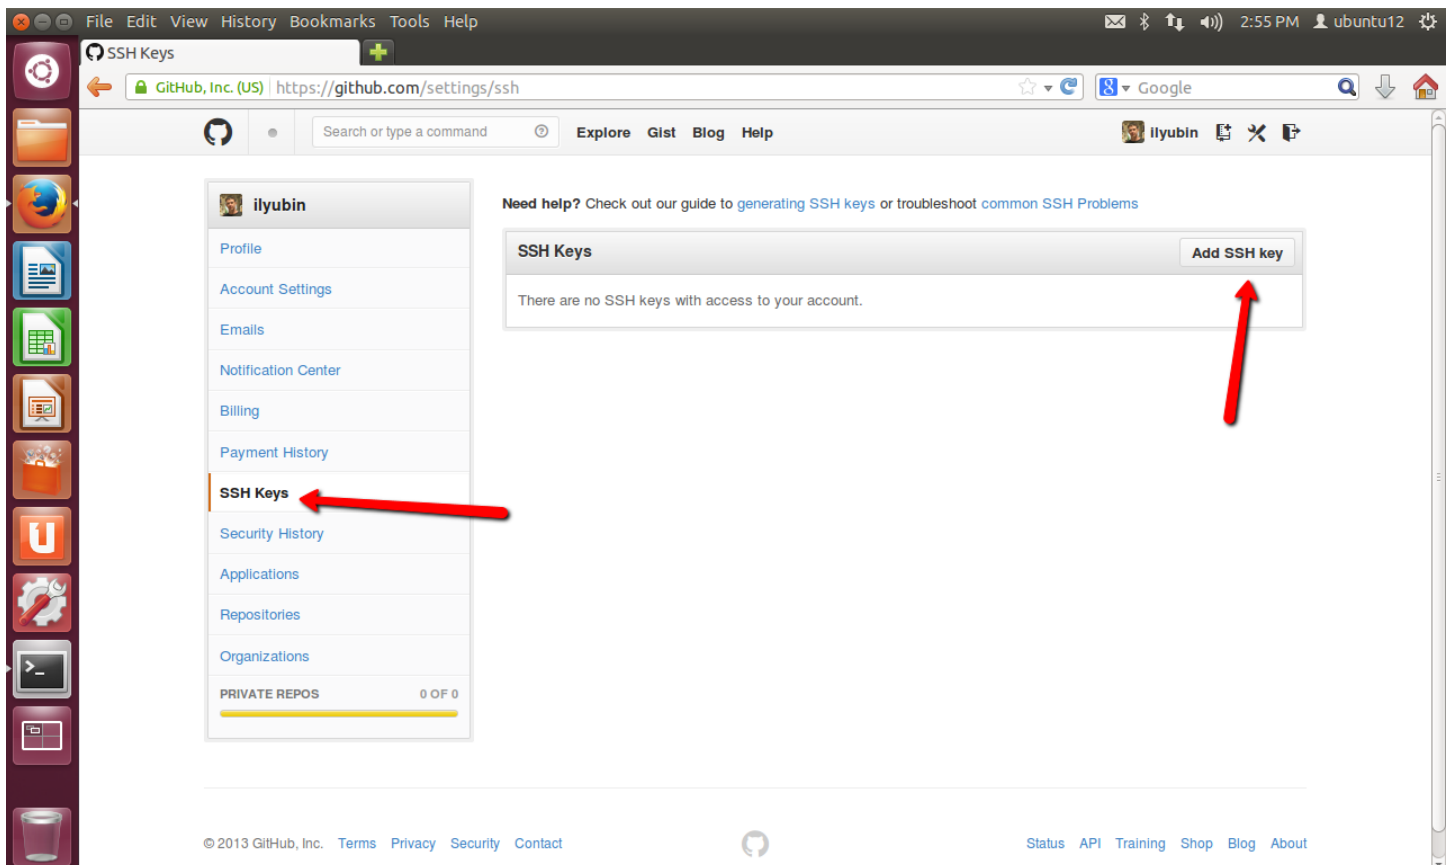 File Edit View History Bookmarks Tools Help 2:55 PM ubuntu12
SSH Keys
GitHub, Inc. (US) https://github.com/settings/ssh Google
Search or type a command Explore Gist Blog Help ilyubin
ilyubin
Profile
Account Settings
Emails
Notification Center
Billing
Payment History
SSH Keys
Security History
Applications
Repositories
Organizations
PRIVATE REPOS 0 OF 0
Need help? Check out our guide to generating SSH keys or troubleshoot common SSH Problems
SSH Keys Add SSH key
There are no SSH keys with access to your account.
© 2013 GitHub, Inc. Terms Privacy Security Contact Status API Training Shop Blog About